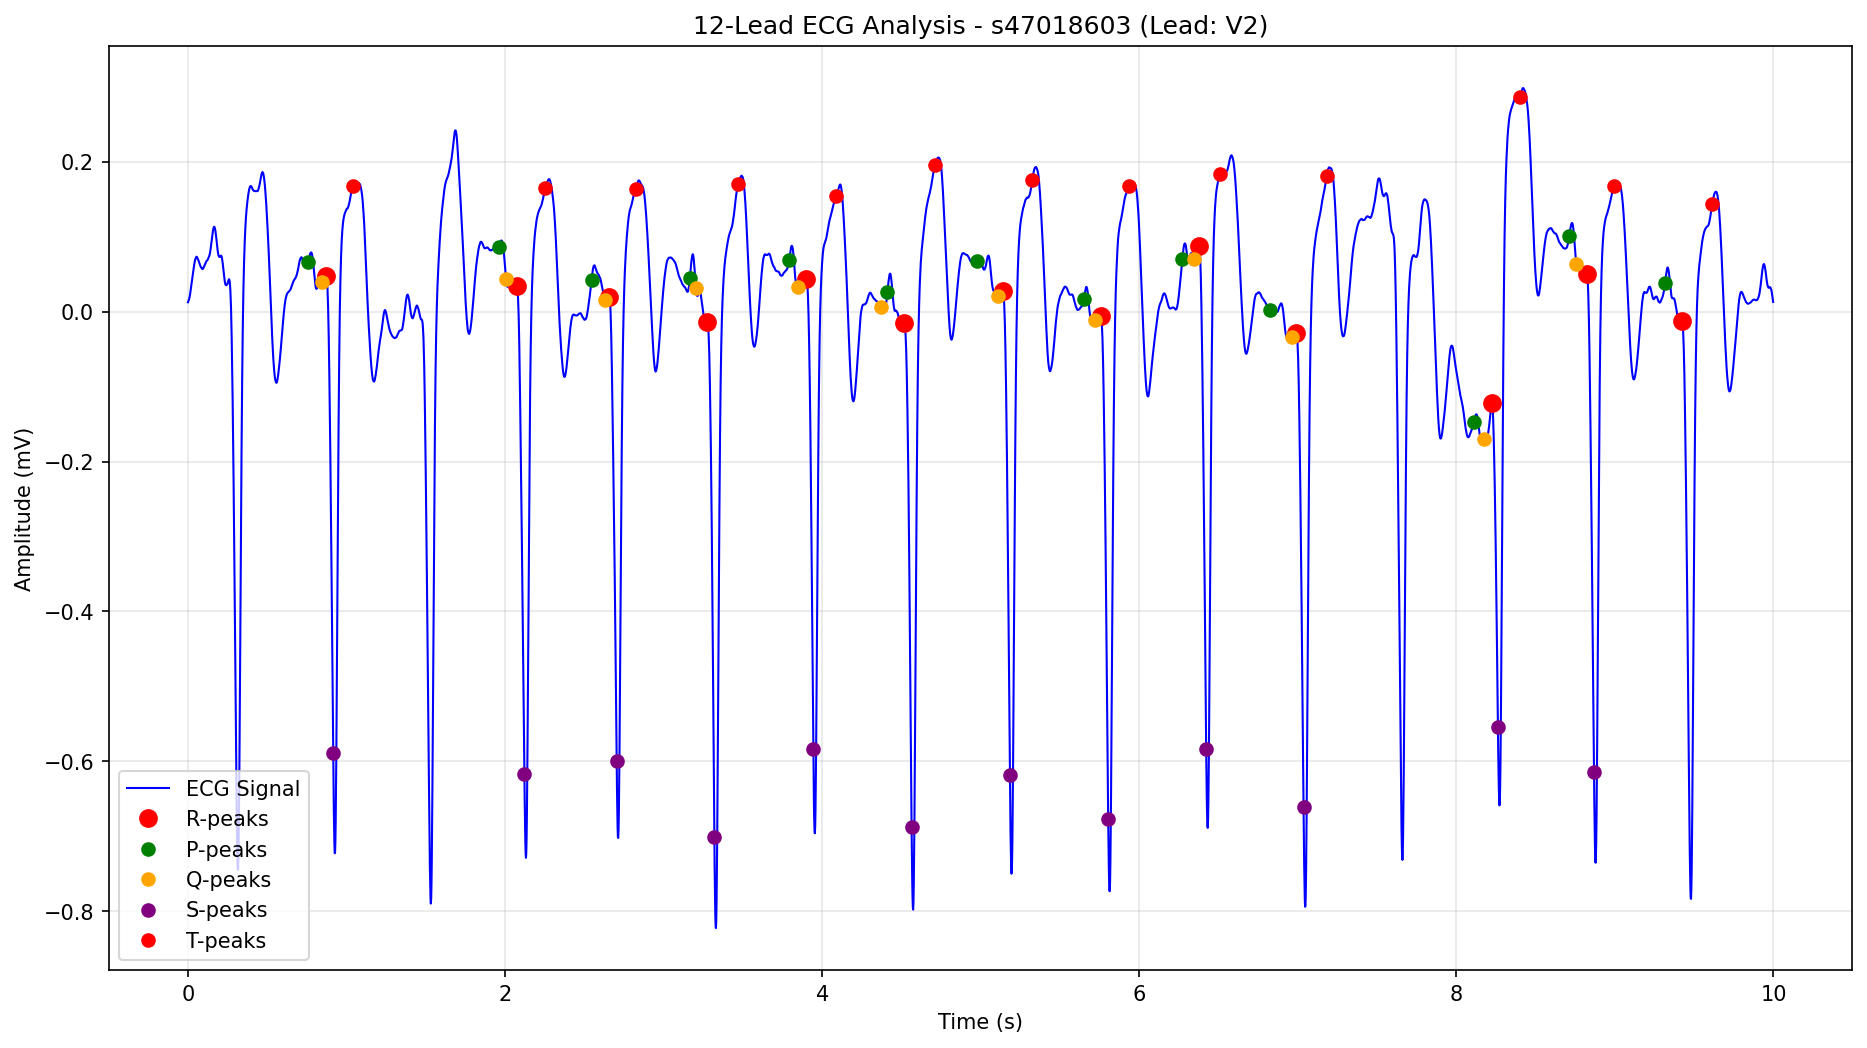 12-Lead ECG Analysis - s47018603 (Lead: V2)
Amplitude (mV)
0.2
0.0
−0.2
−0.4
−0.6
−0.8
ECG Signal
R-peaks
P-peaks
Q-peaks
S-peaks
T-peaks
0 2 4 6 8 10
Time (s)